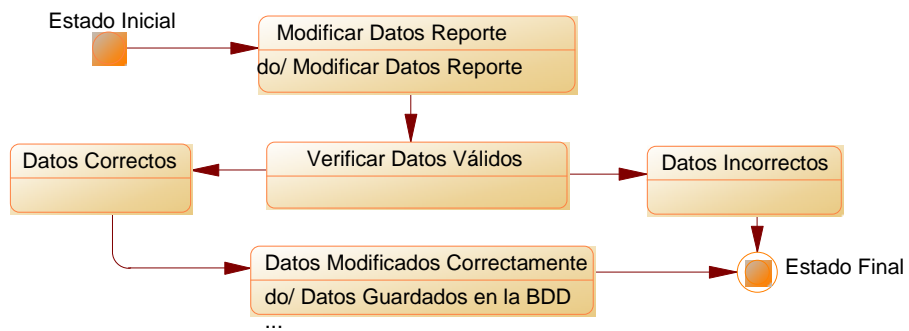 Estado Inicial
Modificar Datos Reporte
do/ Modificar Datos Reporte
Datos Correctos
Verificar Datos Válidos
Datos Incorrectos
Datos Modificados Correctamente
do/ Datos Guardados en la BDD
...
Estado Final